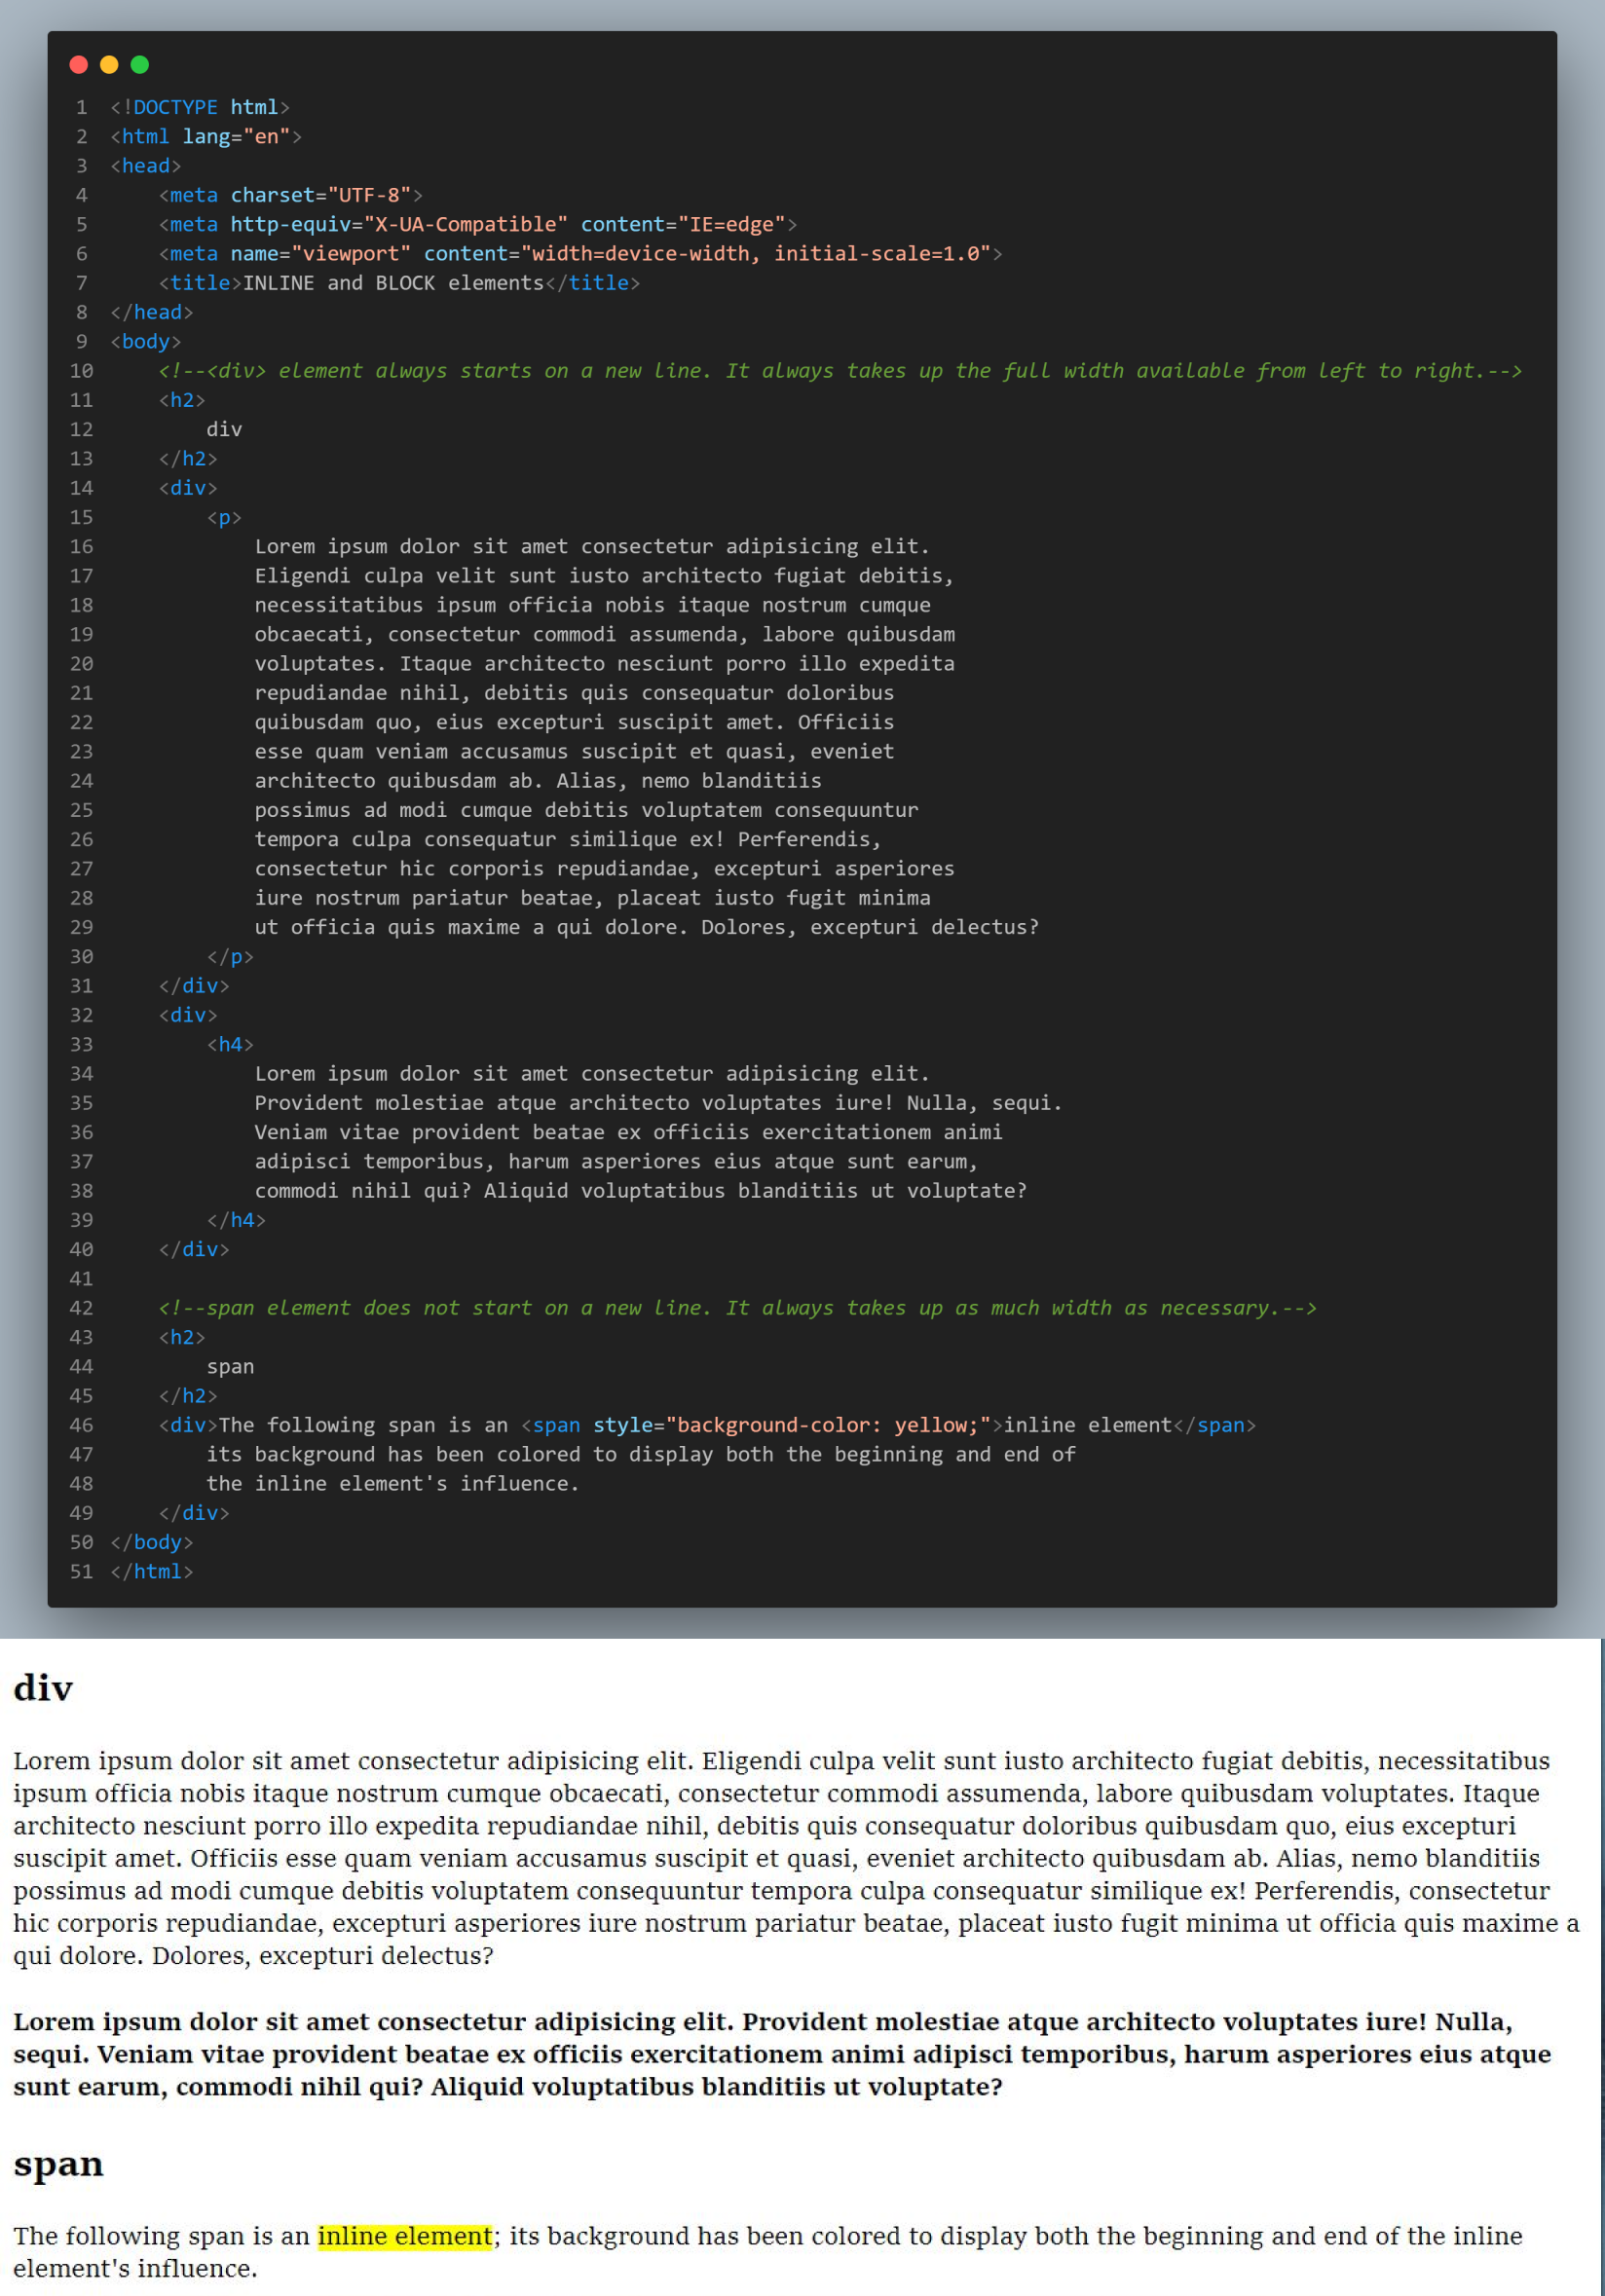 1 <!DOCTYPE html>
2 <html lang="en">
3 <head>
4     <meta charset="UTF-8">
5     <meta http-equiv="X-UA-Compatible" content="IE=edge">
6     <meta name="viewport" content="width=device-width, initial-scale=1.0">
7     <title>INLINE and BLOCK elements</title>
8 </head>
9 <body>
10     <!--<div> element always starts on a new line. It always takes up the full width available from left to right.-->
11     <h2>
12         div
13     </h2>
14     <div>
15         <p>
16             Lorem ipsum dolor sit amet consectetur adipisicing elit.
17             Eligendi culpa velit sunt iusto architecto fugiat debitis,
18             necessitatibus ipsum officia nobis itaque nostrum cumque
19             obcaecati, consectetur commodi assumenda, labore quibusdam
20             voluptates. Itaque architecto nesciunt porro illo expedita
21             repudiandae nihil, debitis quis consequatur doloribus
22             quibusdam quo, eius excepturi suscipit amet. Officiis
23             esse quam veniam accusamus suscipit et quasi, eveniet
24             architecto quibusdam ab. Alias, nemo blanditiis
25             possimus ad modi cumque debitis voluptatem consequuntur
26             tempora culpa consequatur similique ex! Perferendis,
27             consectetur hic corporis repudiandae, excepturi asperiores
28             iure nostrum pariatur beatae, placeat iusto fugit minima
29             ut officia quis maxime a qui dolore. Dolores, excepturi delectus?
30         </p>
31     </div>
32     <div>
33         <h4>
34             Lorem ipsum dolor sit amet consectetur adipisicing elit.
35             Provident molestiae atque architecto voluptates iure! Nulla, sequi.
36             Veniam vitae provident beatae ex officiis exercitationem animi
37             adipisci temporibus, harum asperiores eius atque sunt earum,
38             commodi nihil qui? Aliquid voluptatibus blanditiis ut voluptate?
39         </h4>
40     </div>
41
42     <!--span element does not start on a new line. It always takes up as much width as necessary.-->
43     <h2>
44         span
45     </h2>
46     <div>The following span is an <span style="background-color: yellow;">inline element</span>
47         its background has been colored to display both the beginning and end of
48         the inline element's influence.
49     </div>
50 </body>
51 </html>
div
Lorem ipsum dolor sit amet consectetur adipisicing elit. Eligendi culpa velit sunt iusto architecto fugiat debitis, necessitatibus
ipsum officia nobis itaque nostrum cumque obcaecati, consectetur commodi assumenda, labore quibusdam voluptates. Itaque
architecto nesciunt porro illo expedita repudiandae nihil, debitis quis consequatur doloribus quibusdam quo, eius excepturi
suscipit amet. Officiis esse quam veniam accusamus suscipit et quasi, eveniet architecto quibusdam ab. Alias, nemo blanditiis
possimus ad modi cumque debitis voluptatem consequuntur tempora culpa consequatur similique ex! Perferendis, consectetur
hic corporis repudiandae, excepturi asperiores iure nostrum pariatur beatae, placeat iusto fugit minima ut officia quis maxime a
qui dolore. Dolores, excepturi delectus?
Lorem ipsum dolor sit amet consectetur adipisicing elit. Provident molestiae atque architecto voluptates iure! Nulla,
sequi. Veniam vitae provident beatae ex officiis exercitationem animi adipisci temporibus, harum asperiores eius atque
sunt earum, commodi nihil qui? Aliquid voluptatibus blanditiis ut voluptate?
span
The following span is an inline element; its background has been colored to display both the beginning and end of the inline
element's influence.